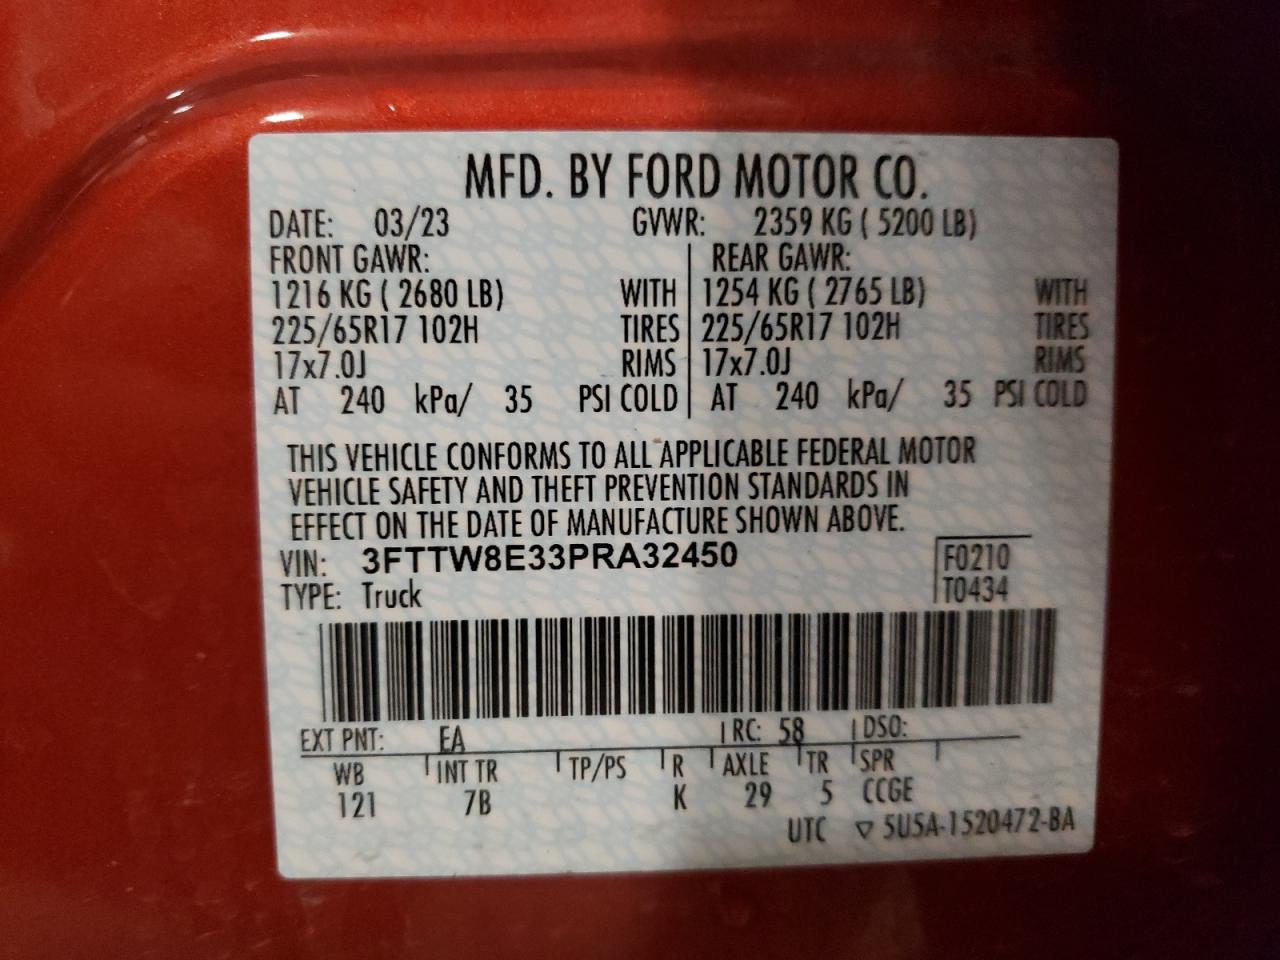 MFD. BY FORD MOTOR CO.
DATE: 03/23 GVWR: 2359 KG ( 5200 LB)
FRONT GAWR: REAR GAWR:
1216 KG ( 2680 LB) WITH 1254 KG ( 2765 LB) WITH
225/65R17 102H TIRES 225/65R17 102H TIRES
17x7.0J RIMS 17x7.0J RIMS
AT 240 kPa/ 35 PSI COLD AT 240 kPa/ 35 PSI COLD
THIS VEHICLE CONFORMS TO ALL APPLICABLE FEDERAL MOTOR
VEHICLE SAFETY AND THEFT PREVENTION STANDARDS IN
EFFECT ON THE DATE OF MANUFACTURE SHOWN ABOVE.
VIN: 3FTTW8E33PRA32450 F0210
TYPE: Truck T0434
EXT PNT: EA RC: 58 DSO:
WB INT TR TP/PS R AXLE TR SPR
121 7B K 29 5 CCGE
UTC ▽ 5U5A-1520472-BA